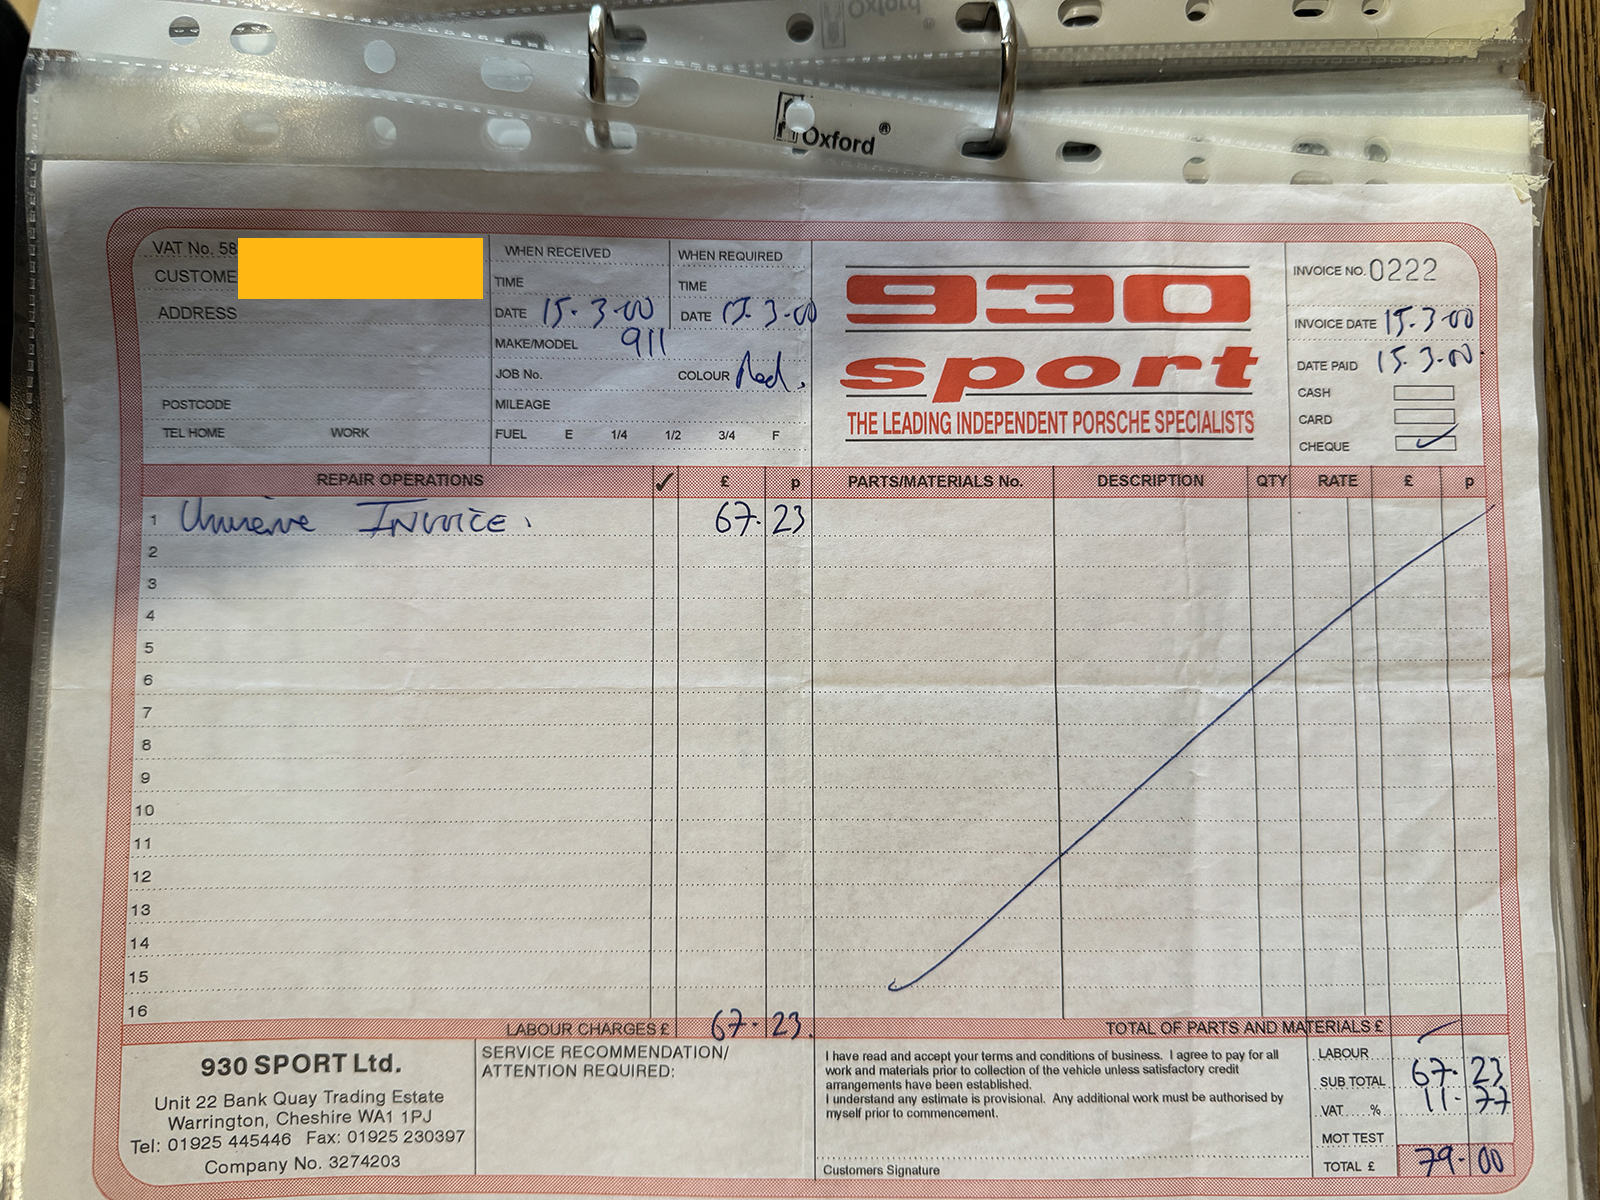 Oxford
Oxford®
VAT No. 58
CUSTOME
ADDRESS
POSTCODE
TEL HOME WORK
WHEN RECEIVED
TIME
DATE 15.3.00
WHEN REQUIRED
TIME
DATE 15.3.00
MAKE/MODEL 911
JOB No. COLOUR Red.
MILEAGE
FUEL E 1/4 1/2 3/4 F
930
sport
THE LEADING INDEPENDENT PORSCHE SPECIALISTS
INVOICE NO. 0222
INVOICE DATE 15.3.00
DATE PAID 15.3.00.
CASH
CARD
CHEQUE ✓
REPAIR OPERATIONS ✓ £ p PARTS/MATERIALS No. DESCRIPTION QTY RATE £ p
1 INVOICE. 67.23
2
3
4
5
6
7
8
9
10
11
12
13
14
15
16
LABOUR CHARGES £ 67.23.
TOTAL OF PARTS AND MATERIALS £
930 SPORT Ltd.
Unit 22 Bank Quay Trading Estate
Warrington, Cheshire WA1 1PJ
Tel: 01925 445446 Fax: 01925 230397
Company No. 3274203
SERVICE RECOMMENDATION/
ATTENTION REQUIRED:
I have read and accept your terms and conditions of business. I agree to pay for all
work and materials prior to collection of the vehicle unless satisfactory credit
arrangements have been established.
I understand any estimate is provisional. Any additional work must be authorised by
myself prior to commencement.
Customers Signature
LABOUR
SUB TOTAL 67.23
VAT % 11.77
MOT TEST
TOTAL £ 79.00